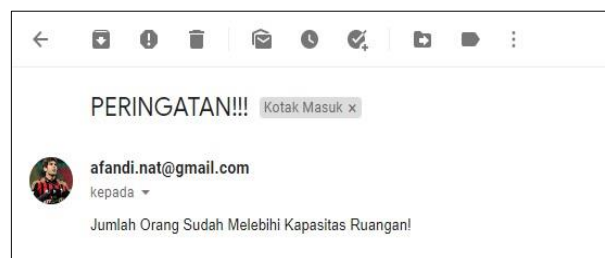 PERINGATAN!!! Kotak Masuk x
afandi.nat@gmail.com
kepada
Jumlah Orang Sudah Melebihi Kapasitas Ruangan!